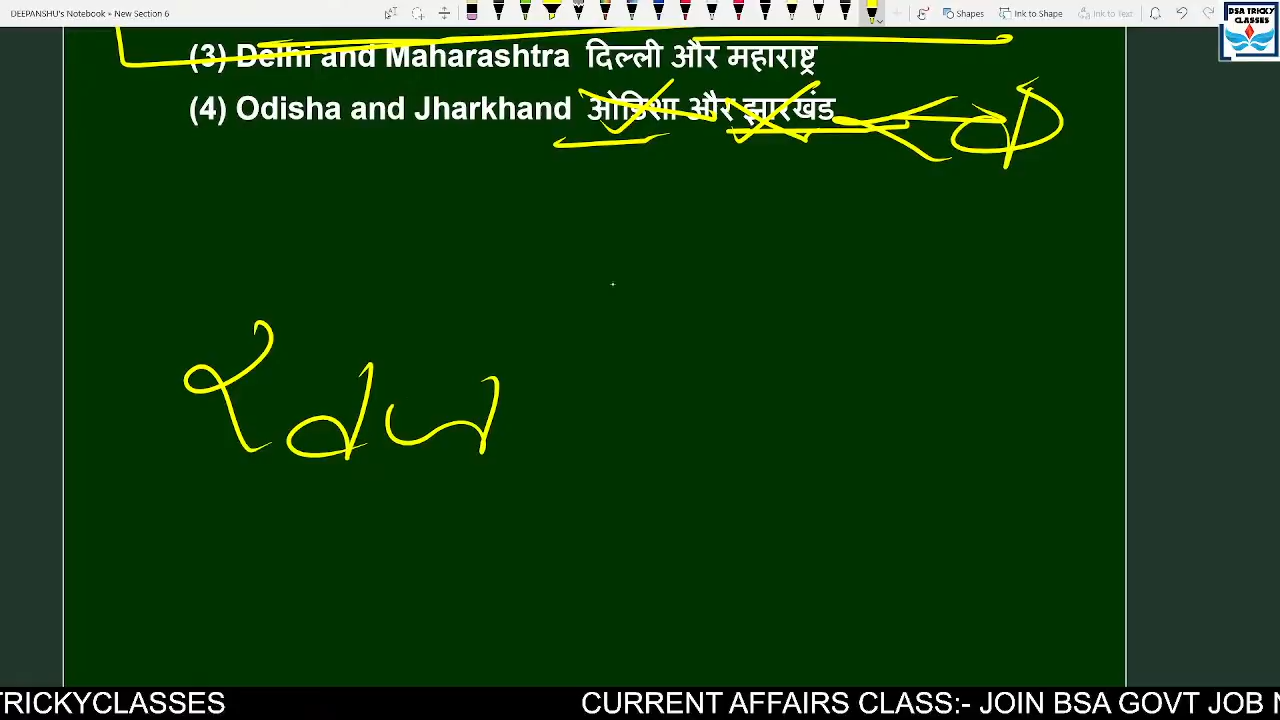 DEEPANSHU's Notebook • New Section 6
Shapes Ink to Shape Ink to Text
DSA TRICKY
CLASSES
(3) Delhi and Maharashtra दिल्ली और महाराष्ट्र
(4) Odisha and Jharkhand ओडिशा और झारखंड
TRICKYCLASSES CURRENT AFFAIRS CLASS:- JOIN BSA GOVT JOB